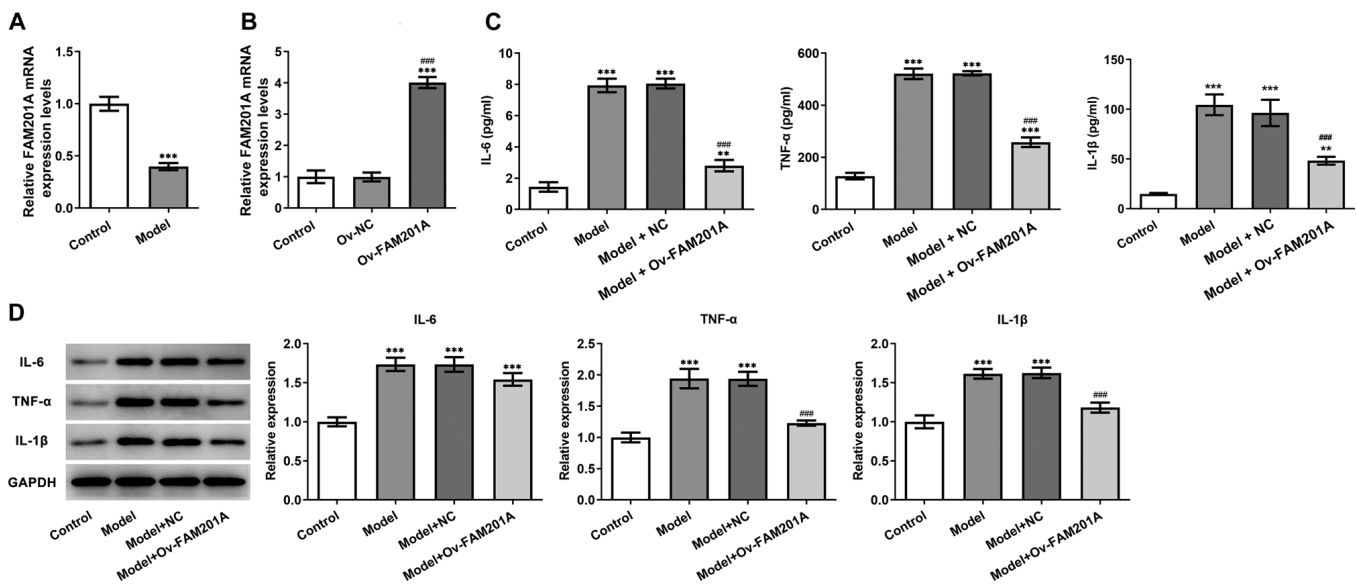 A
Relative FAM201A mRNA
expression levels
1.5
1.0
0.5
0.0
***
Control
Model
B
Relative FAM201A mRNA
expression levels
5
4
3
2
1
0
###
***
Control
Ov-NC
Ov-FAM201A
C
IL-6 (pg/ml)
10
8
6
4
2
0
***
***
###
**
Control
Model
Model + NC
Model + Ov-FAM201A
TNF-α (pg/ml)
600
400
200
0
***
***
###
***
Control
Model
Model + NC
Model + Ov-FAM201A
IL-1β (pg/ml)
150
100
50
0
***
***
###
**
Control
Model
Model + NC
Model + Ov-FAM201A
D
IL-6
TNF-α
IL-1β
GAPDH
Control
Model
Model+NC
Model+Ov-FAM201A
IL-6
Relative expression
2.0
1.5
1.0
0.5
0.0
***
***
***
Control
Model
Model+NC
Model+Ov-FAM201A
TNF-α
Relative expression
2.5
2.0
1.5
1.0
0.5
0.0
***
***
###
Control
Model
Model+NC
Model+Ov-FAM201A
IL-1β
Relative expression
2.0
1.5
1.0
0.5
0.0
***
***
###
Control
Model
Model+NC
Model+Ov-FAM201A